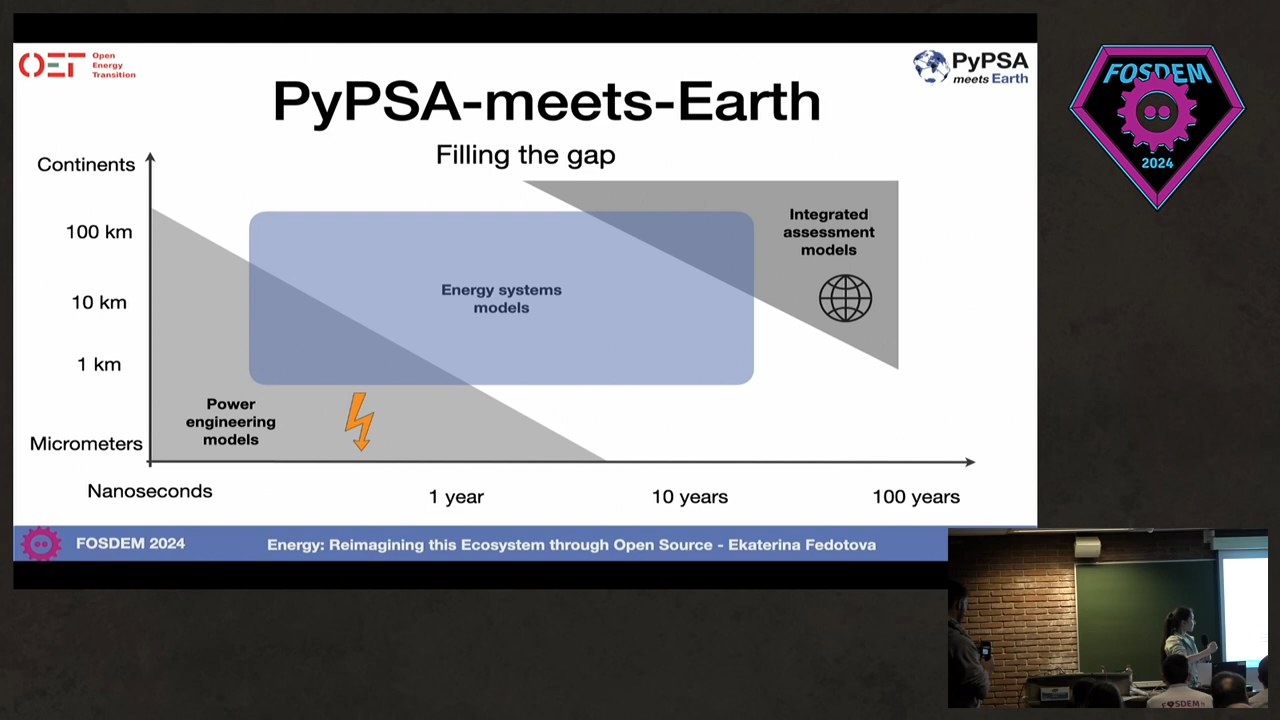 OET Open
Energy
Transition
PyPSA
meets Earth
PyPSA-meets-Earth
Filling the gap
Continents
100 km
10 km
1 km
Micrometers
Integrated
assessment
models
Energy systems
models
Power
engineering
models
Nanoseconds
1 year
10 years
100 years
FOSDEM 2024
Energy: Reimagining this Ecosystem through Open Source - Ekaterina Fedotova
FOSDEM
2024
FOSDEM